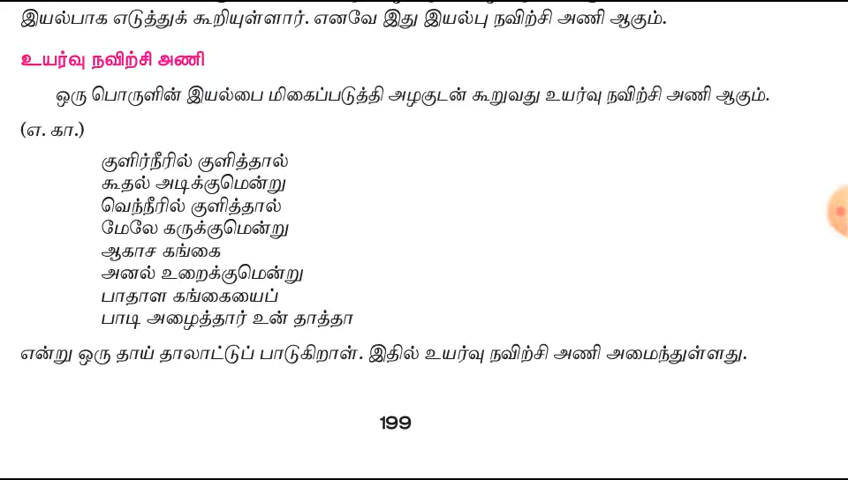 இயல்பாக எடுத்துக் கூறியுள்ளார். எனவே இது இயல்பு நவிற்சி அணி ஆகும்.
உயர்வு நவிற்சி அணி
ஒரு பொருளின் இயல்பை மிகைப்படுத்தி அழகுடன் கூறுவது உயர்வு நவிற்சி அணி ஆகும்.
(எ. கா.)
குளிர்நீரில் குளித்தால்
கூதல் அடிக்குமென்று
வெந்நீரில் குளித்தால்
மேலே கருக்குமென்று
ஆகாச கங்கை
அனல் உறைக்குமென்று
பாதாள கங்கையைப்
பாடி அழைத்தார் உன் தாத்தா
என்று ஒரு தாய் தாலாட்டுப் பாடுகிறாள். இதில் உயர்வு நவிற்சி அணி அமைந்துள்ளது.
199